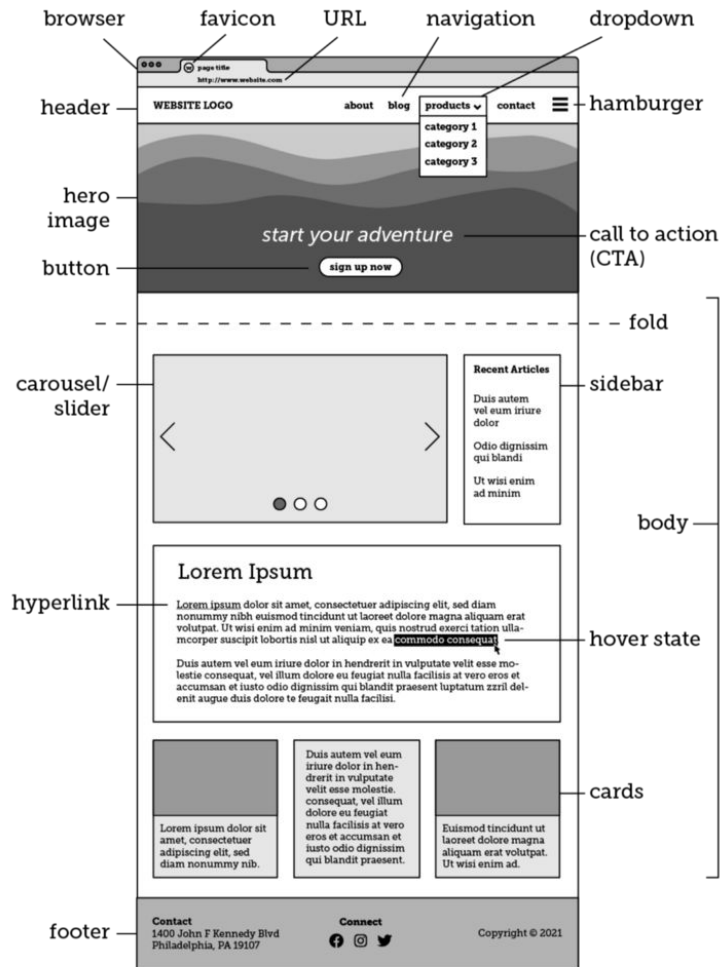 browser
favicon
URL
navigation
dropdown
w
page title
http://www.website.com
header
WEBSITE LOGO
about
blog
products
contact
hamburger
category 1
category 2
category 3
hero
image
start your adventure
call to action
(CTA)
button
sign up now
fold
carousel/
slider
Recent Articles
Duis autem
vel eum iriure
dolor
Odio dignissim
qui blandi
Ut wisi enim
ad minim
sidebar
body
Lorem Ipsum
hyperlink
Lorem ipsum dolor sit amet, consectetuer adipiscing elit, sed diam
nonummy nibh euismod tincidunt ut laoreet dolore magna aliquam erat
volutpat. Ut wisi enim ad minim veniam, quis nostrud exerci tation ulla-
mcorper suscipit lobortis nisl ut aliquip ex ea commodo consequat
hover state
Duis autem vel eum iriure dolor in hendrerit in vulputate velit esse mo-
lestie consequat, vel illum dolore eu feugiat nulla facilisis at vero eros et
accumsan et iusto odio dignissim qui blandit praesent luptatum zzril del-
enit augue duis dolore te feugait nulla facilisi.
Lorem ipsum dolor sit
amet, consectetuer
adipiscing elit, sed
diam nonummy nib.
Duis autem vel eum
iriure dolor in hen-
drerit in vulputate
velit esse molestie.
consequat, vel illum
dolore eu feugiat
nulla facilisis at vero
eros et accumsan et
iusto odio dignissim
qui blandit praesent.
Euismod tincidunt ut
laoreet dolore magna
aliquam erat volutpat.
Ut wisi enim ad.
cards
footer
Contact
1400 John F Kennedy Blvd
Philadelphia, PA 19107
Connect
Copyright © 2021